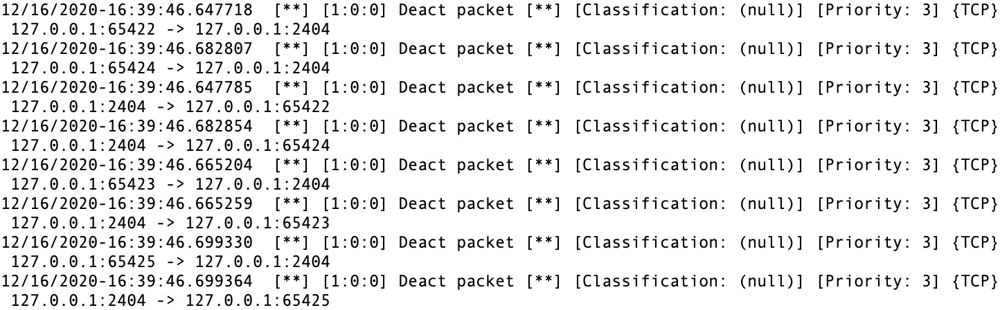 12/16/2020-16:39:46.647718  [**] [1:0:0] Deact packet [**] [Classification: (null)] [Priority: 3] {TCP}
 127.0.0.1:65422 -> 127.0.0.1:2404
12/16/2020-16:39:46.682807  [**] [1:0:0] Deact packet [**] [Classification: (null)] [Priority: 3] {TCP}
 127.0.0.1:65424 -> 127.0.0.1:2404
12/16/2020-16:39:46.647785  [**] [1:0:0] Deact packet [**] [Classification: (null)] [Priority: 3] {TCP}
 127.0.0.1:2404 -> 127.0.0.1:65422
12/16/2020-16:39:46.682854  [**] [1:0:0] Deact packet [**] [Classification: (null)] [Priority: 3] {TCP}
 127.0.0.1:2404 -> 127.0.0.1:65424
12/16/2020-16:39:46.665204  [**] [1:0:0] Deact packet [**] [Classification: (null)] [Priority: 3] {TCP}
 127.0.0.1:65423 -> 127.0.0.1:2404
12/16/2020-16:39:46.665259  [**] [1:0:0] Deact packet [**] [Classification: (null)] [Priority: 3] {TCP}
 127.0.0.1:2404 -> 127.0.0.1:65423
12/16/2020-16:39:46.699330  [**] [1:0:0] Deact packet [**] [Classification: (null)] [Priority: 3] {TCP}
 127.0.0.1:65425 -> 127.0.0.1:2404
12/16/2020-16:39:46.699364  [**] [1:0:0] Deact packet [**] [Classification: (null)] [Priority: 3] {TCP}
 127.0.0.1:2404 -> 127.0.0.1:65425